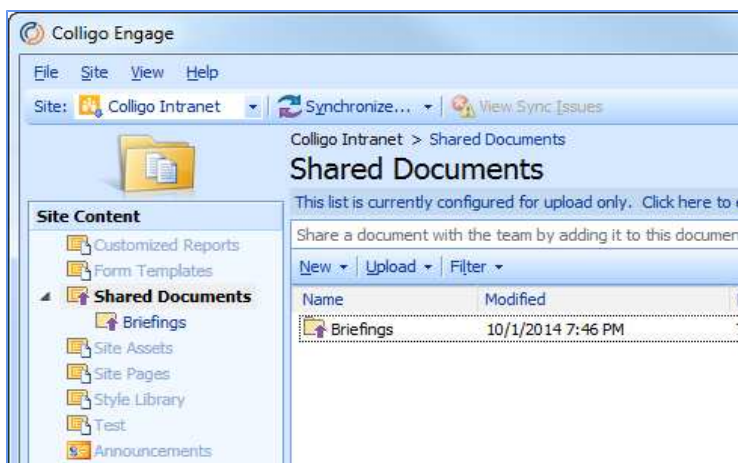 Colligo Engage
File Site View Help
Site: Colligo Intranet Synchronize... View Sync Issues
Colligo Intranet > Shared Documents
Shared Documents
This list is currently configured for upload only. Click here to
Site Content
Share a document with the team by adding it to this documen
Customized Reports
Form Templates
New Upload Filter
Shared Documents
Name Modified
Briefings
Briefings 10/1/2014 7:46 PM
Site Assets
Site Pages
Style Library
Test
Announcements